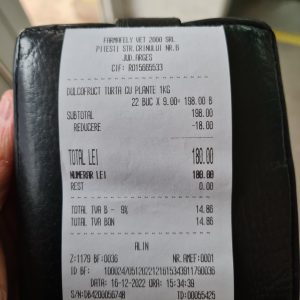 FARMAFELY VET 2000 SRL
PITESTI STR.CRINULUI NR.6
JUD.ARGES
CIF: RO15665533
DULCOFRUCT TURTA CU PLANTE 1KG
22 BUC X 9.00= 198.00 B
SUBTOTAL 198.00
REDUCERE -18.00
TOTAL LEI 180.00
NUMERAR LEI 180.00
REST 0.00
TOTAL TVA B - 9% 14.86
TOTAL TVA BON 14.86
ALIN
Z:1179 BF:0036 NR.AMEF:0001
ID BF:
DATA: 16-12-2022 ORA: 15:34:39
TD:00055425